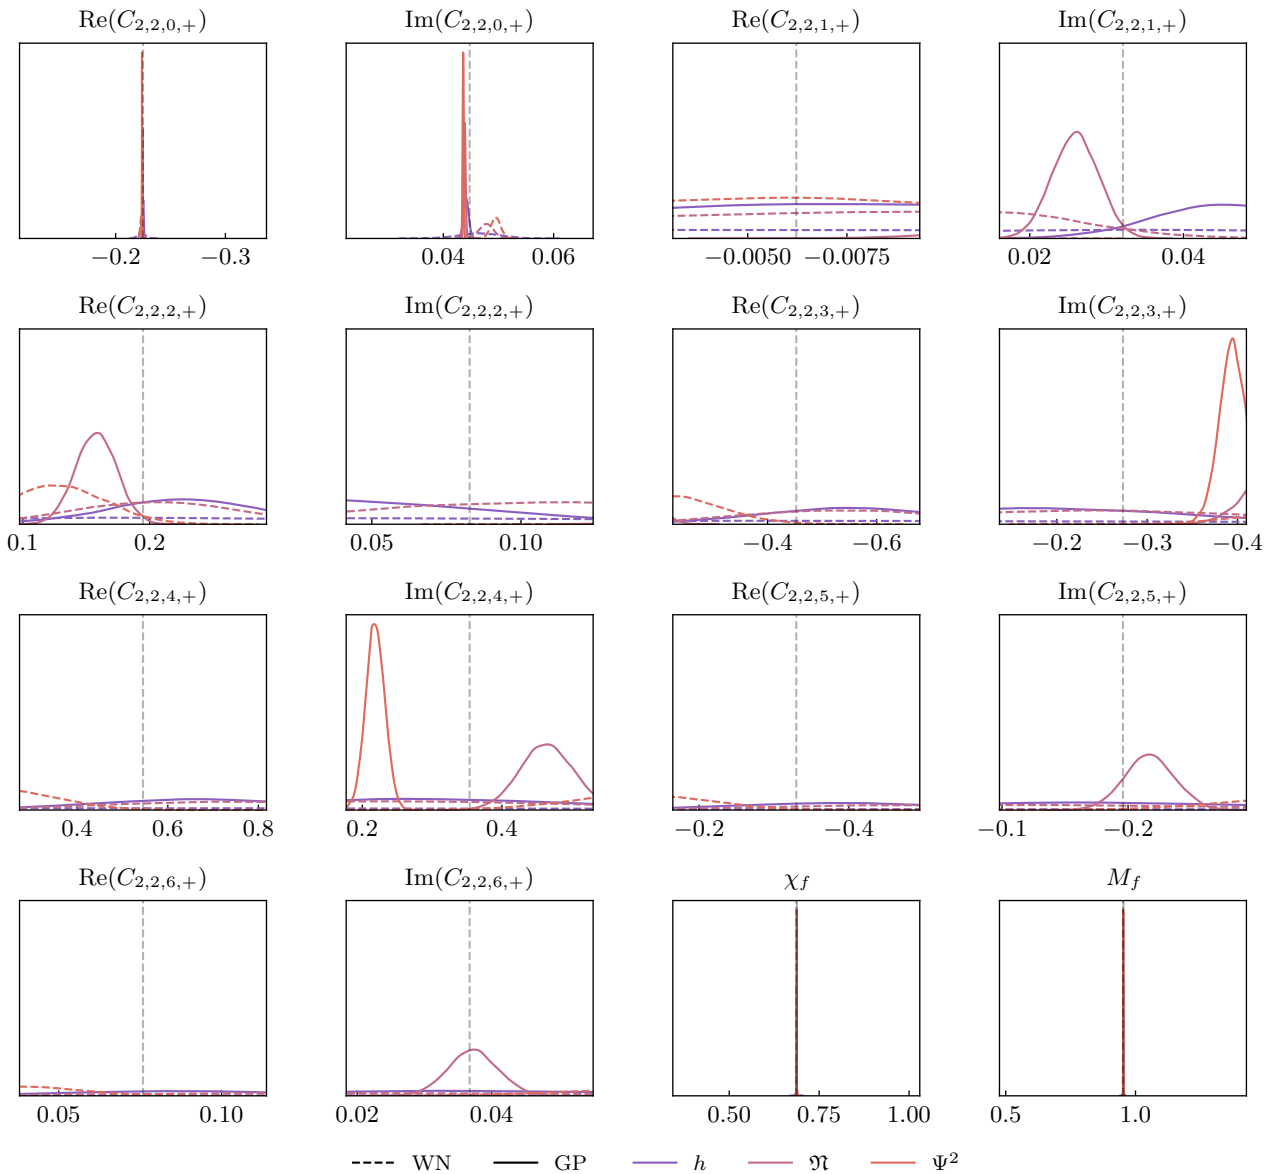 Re(C₂,₂,₀,₊) Im(C₂,₂,₀,₊) Re(C₂,₂,₁,₊) Im(C₂,₂,₁,₊)
−0.2 −0.3 0.04 0.06 −0.0050 −0.0075 0.02 0.04
Re(C₂,₂,₂,₊) Im(C₂,₂,₂,₊) Re(C₂,₂,₃,₊) Im(C₂,₂,₃,₊)
0.1 0.2 0.05 0.10 −0.4 −0.6 −0.2 −0.3 −0.4
Re(C₂,₂,₄,₊) Im(C₂,₂,₄,₊) Re(C₂,₂,₅,₊) Im(C₂,₂,₅,₊)
0.4 0.6 0.8 0.2 0.4 −0.2 −0.4 −0.1 −0.2
Re(C₂,₂,₆,₊) Im(C₂,₂,₆,₊) χ_f M_f
0.05 0.10 0.02 0.04 0.50 0.75 1.00 0.5 1.0
WN GP h 𝔑 Ψ²